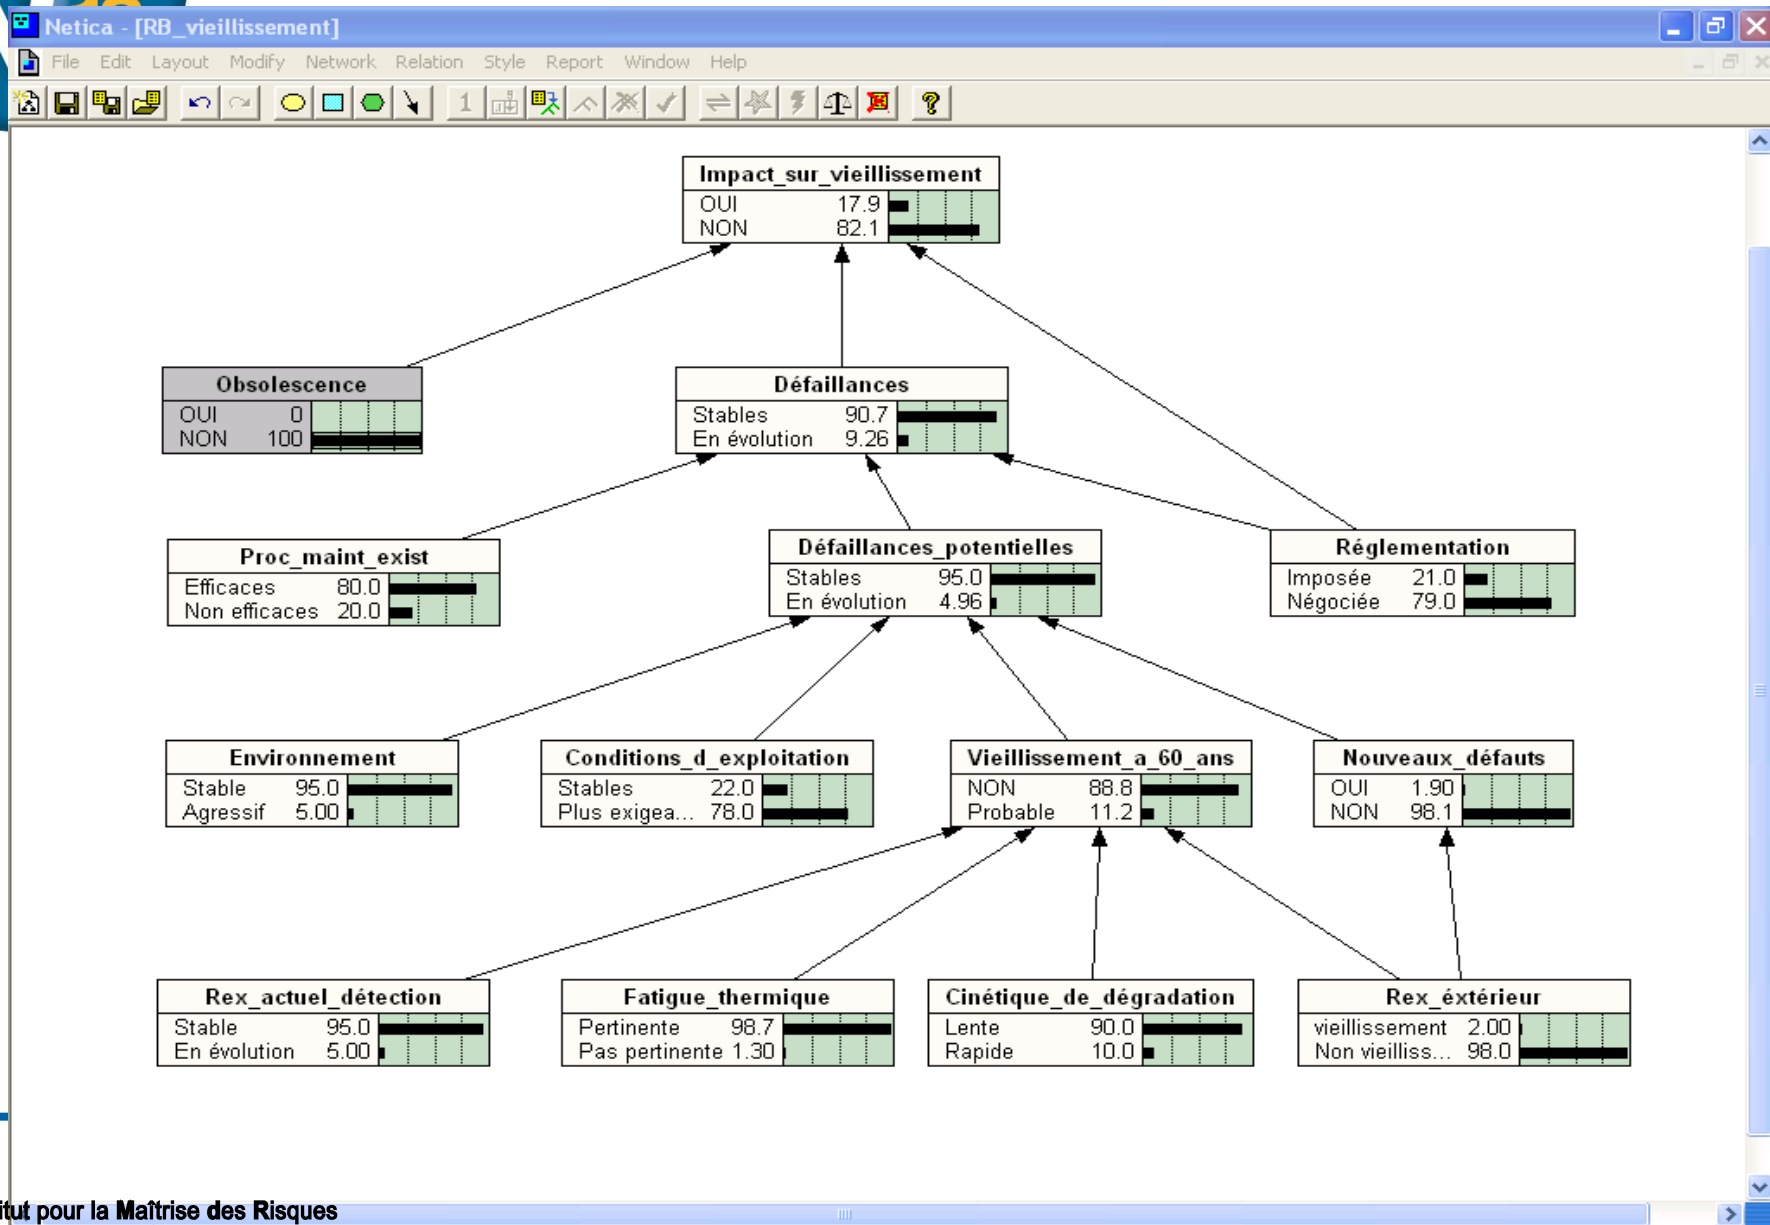 Netica - [RB_vieillissement]
File Edit Layout Modify Network Relation Style Report Window Help
1
?
Impact_sur_vieillissement
OUI 17.9
NON 82.1
Obsolescence
OUI 0
NON 100
Défaillances
Stables 90.7
En évolution 9.26
Proc_maint_exist
Efficaces 80.0
Non efficaces 20.0
Défaillances_potentielles
Stables 95.0
En évolution 4.96
Réglementation
Imposée 21.0
Négociée 79.0
Environnement
Stable 95.0
Agressif 5.00
Conditions_d_exploitation
Stables 22.0
Plus exigea... 78.0
Vieillissement_a_60_ans
NON 88.8
Probable 11.2
Nouveaux_défauts
OUI 1.90
NON 98.1
Rex_actuel_détection
Stable 95.0
En évolution 5.00
Fatigue_thermique
Pertinente 98.7
Pas pertinente 1.30
Cinétique_de_dégradation
Lente 90.0
Rapide 10.0
Rex_éxtérieur
vieillissement 2.00
Non vieilliss... 98.0
itut pour la Maîtrise des Risques